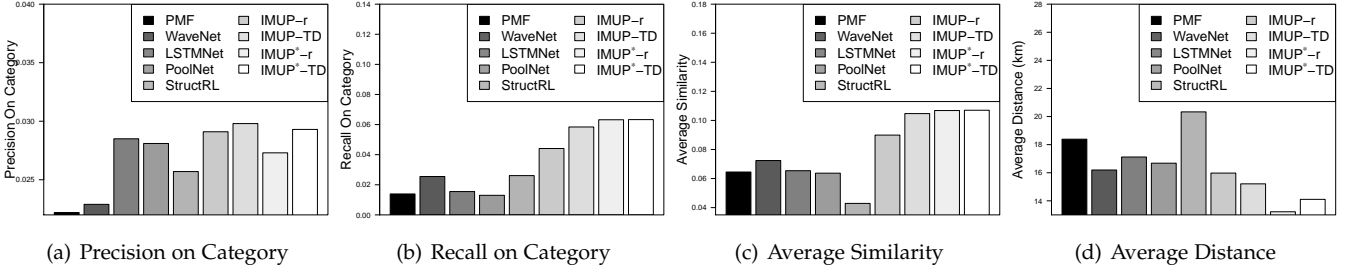 Precision On Category
0.040
0.035
0.030
0.025
PMF
WaveNet
LSTMNet
PoolNet
StructRL
IMUP−r
IMUP−TD
IMUP*−r
IMUP*−TD
(a) Precision on Category
Recall On Category
0.14
0.12
0.10
0.08
0.06
0.04
0.02
0.00
PMF
WaveNet
LSTMNet
PoolNet
StructRL
IMUP−r
IMUP−TD
IMUP*−r
IMUP*−TD
(b) Recall on Category
Average Similarity
0.18
0.16
0.14
0.12
0.10
0.08
0.06
0.04
PMF
WaveNet
LSTMNet
PoolNet
StructRL
IMUP−r
IMUP−TD
IMUP*−r
IMUP*−TD
(c) Average Similarity
Average Distance (km)
28
26
24
22
20
18
16
14
PMF
WaveNet
LSTMNet
PoolNet
StructRL
IMUP−r
IMUP−TD
IMUP*−r
IMUP*−TD
(d) Average Distance